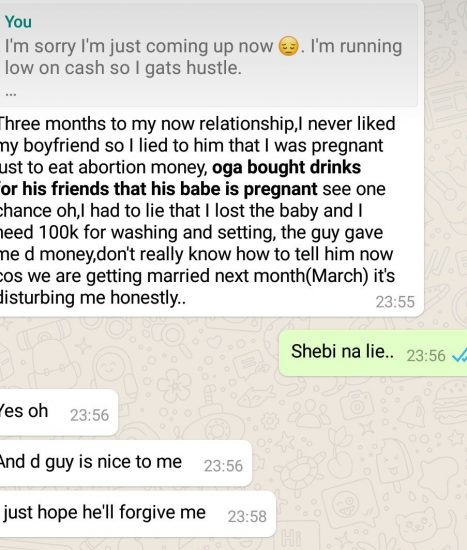 You
I'm sorry I'm just coming up now 😔. I'm running
low on cash so I gats hustle.
...
Three months to my now relationship,I never liked
my boyfriend so I lied to him that I was pregnant
just to eat abortion money, oga bought drinks
for his friends that his babe is pregnant see one
chance oh,I had to lie that I lost the baby and I
need 100k for washing and setting, the guy gave
me d money,don't really know how to tell him now
cos we are getting married next month(March) it's
disturbing me honestly..
23:55
Shebi na lie.. 23:56
Yes oh 23:56
And d guy is nice to me 23:56
just hope he'll forgive me 23:58